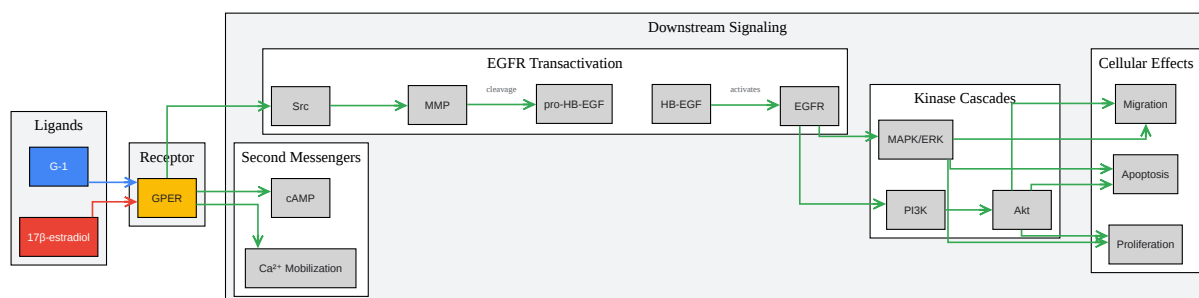 Downstream Signaling
EGFR Transactivation
Cellular Effects
Src
MMP
cleavage
pro-HB-EGF
HB-EGF
activates
EGFR
Kinase Cascades
Migration
Ligands
G-1
17β-estradiol
Receptor
GPER
Second Messengers
cAMP
Ca²⁺ Mobilization
MAPK/ERK
PI3K
Akt
Apoptosis
Proliferation